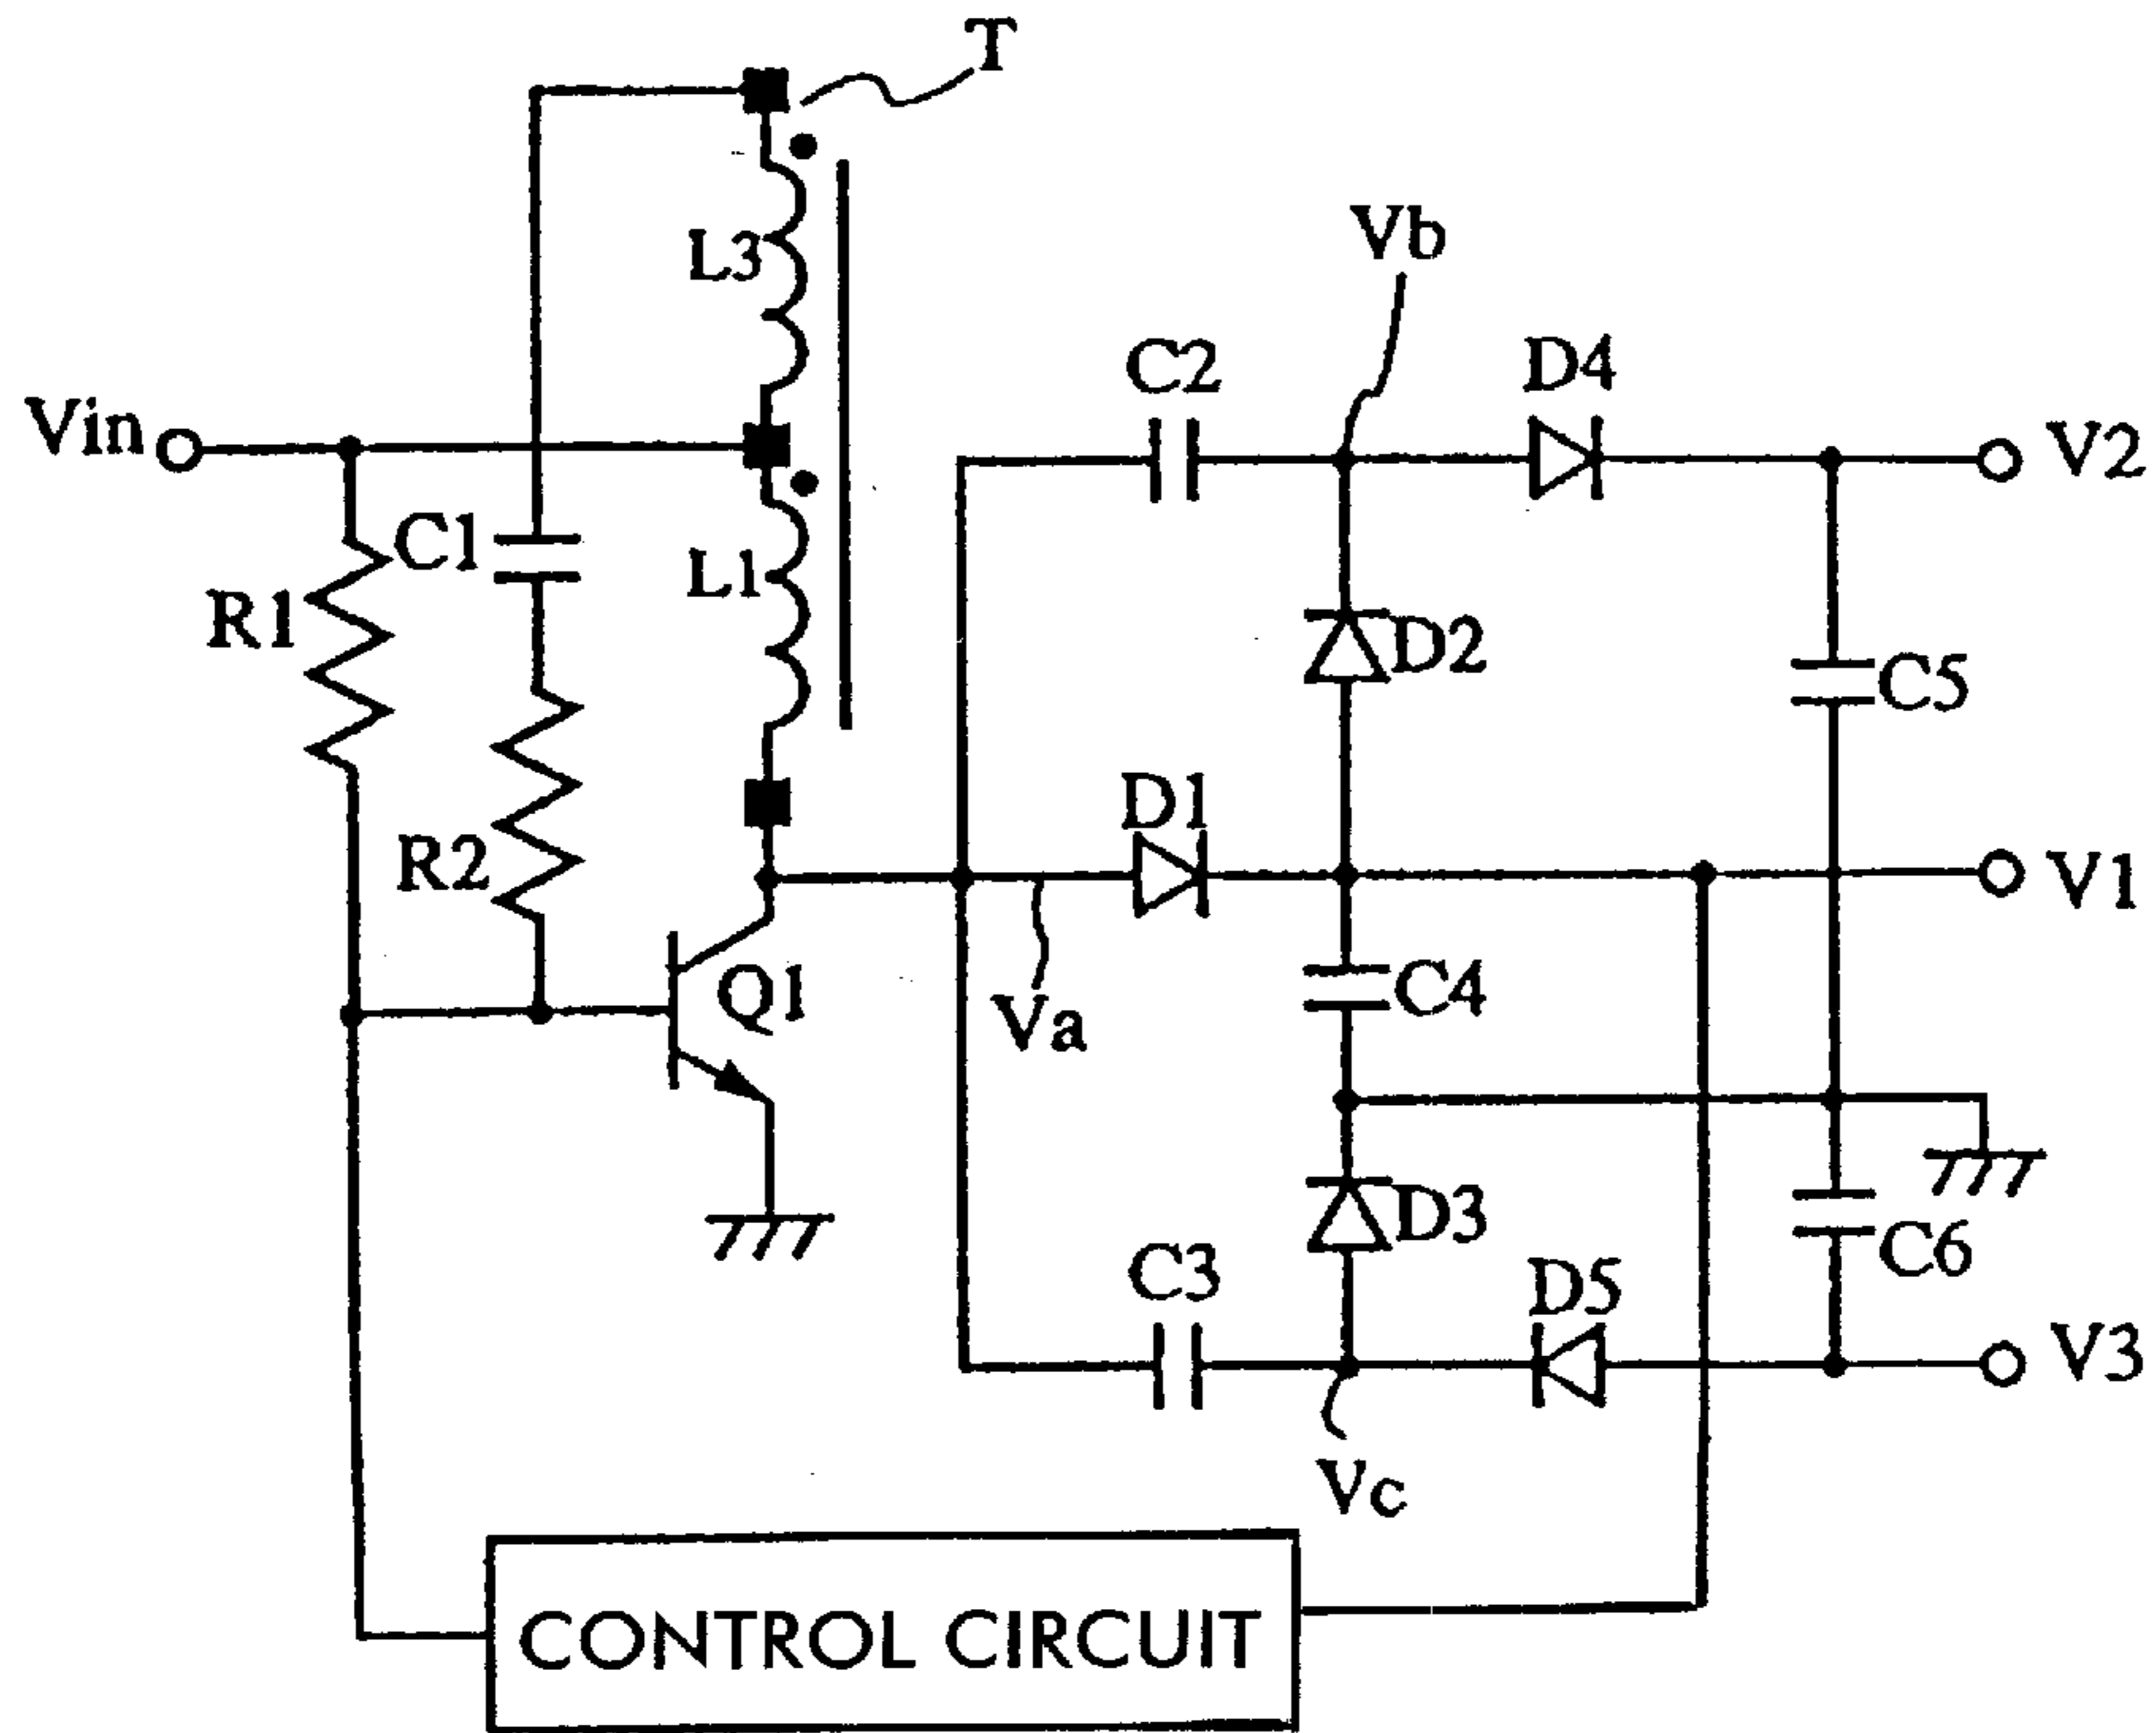 T
L3
Vb
C2
D4
Vin
V2
C1
L1
R1
D2
C5
D1
R2
V1
Q1
Va
C4
D3
C3
D5
C6
V3
Vc
CONTROL CIRCUIT